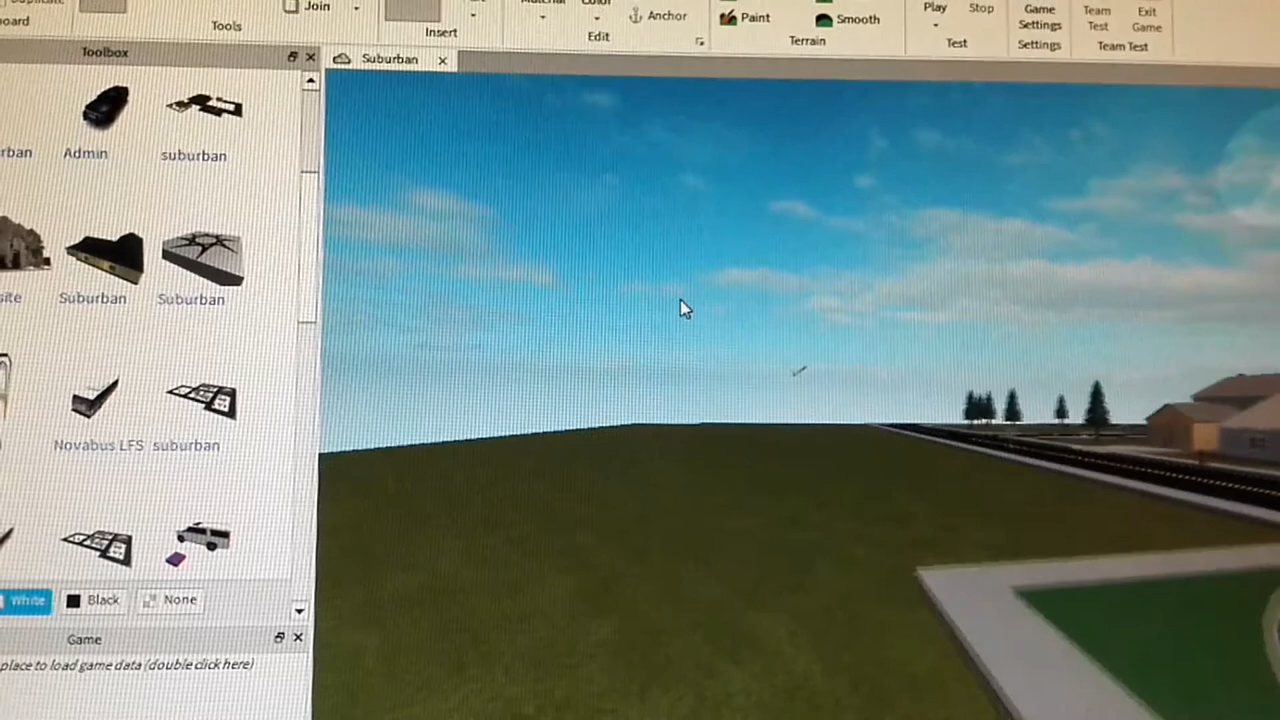 Join
Tools
Insert
Anchor
Edit
Paint
Smooth
Terrain
Play
Stop
Test
Game
Settings
Settings
Team
Test
Exit
Game
Team Test
Toolbox
Suburban
Admin
suburban
Suburban
Suburban
Novabus LFS
suburban
White
Black
None
Game
place to load game data (double click here)